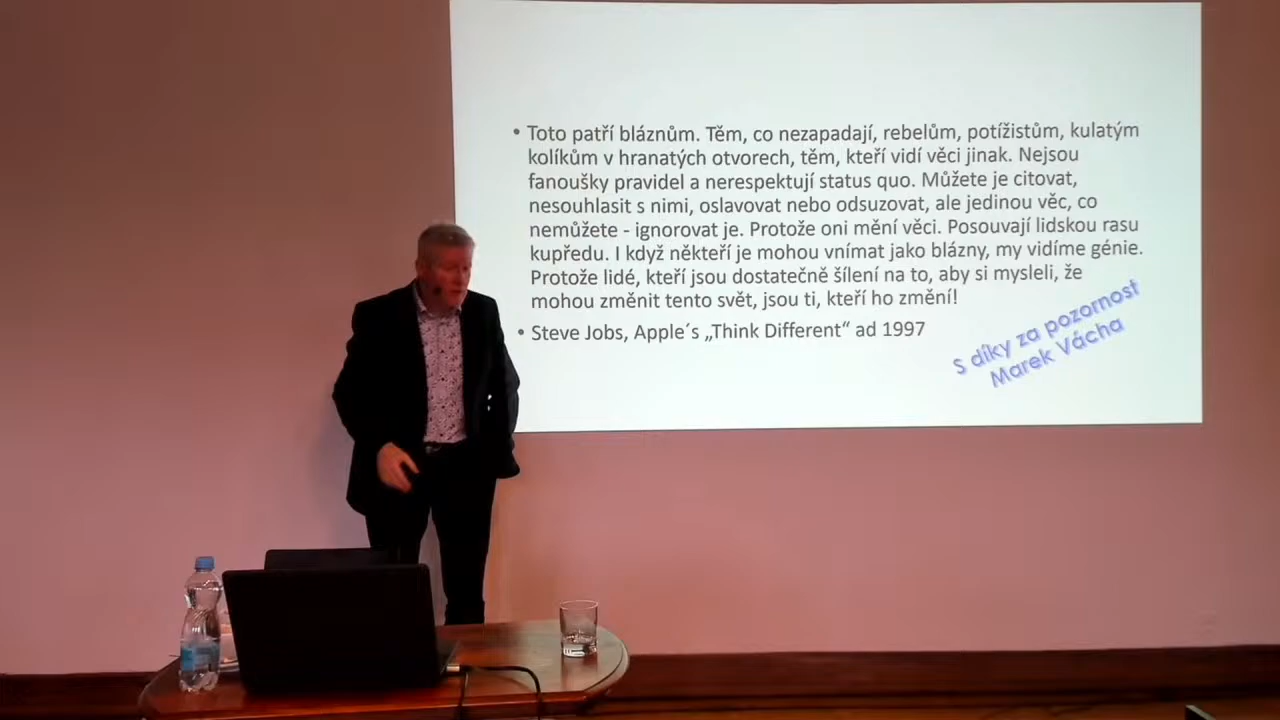 • Toto patří bláznům. Těm, co nezapadají, rebelům, potížistům, kulatým
kolíkům v hranatých otvorech, těm, kteří vidí věci jinak. Nejsou
fanoušky pravidel a nerespektují status quo. Můžete je citovat,
nesouhlasit s nimi, oslavovat nebo odsuzovat, ale jedinou věc, co
nemůžete - ignorovat je. Protože oni mění věci. Posouvají lidskou rasu
kupředu. I když někteří je mohou vnímat jako blázny, my vidíme génie.
Protože lidé, kteří jsou dostatečně šílení na to, aby si mysleli, že
mohou změnit tento svět, jsou ti, kteří ho změní!
• Steve Jobs, Apple´s „Think Different“ ad 1997
S díky za pozornost
Marek Vácha